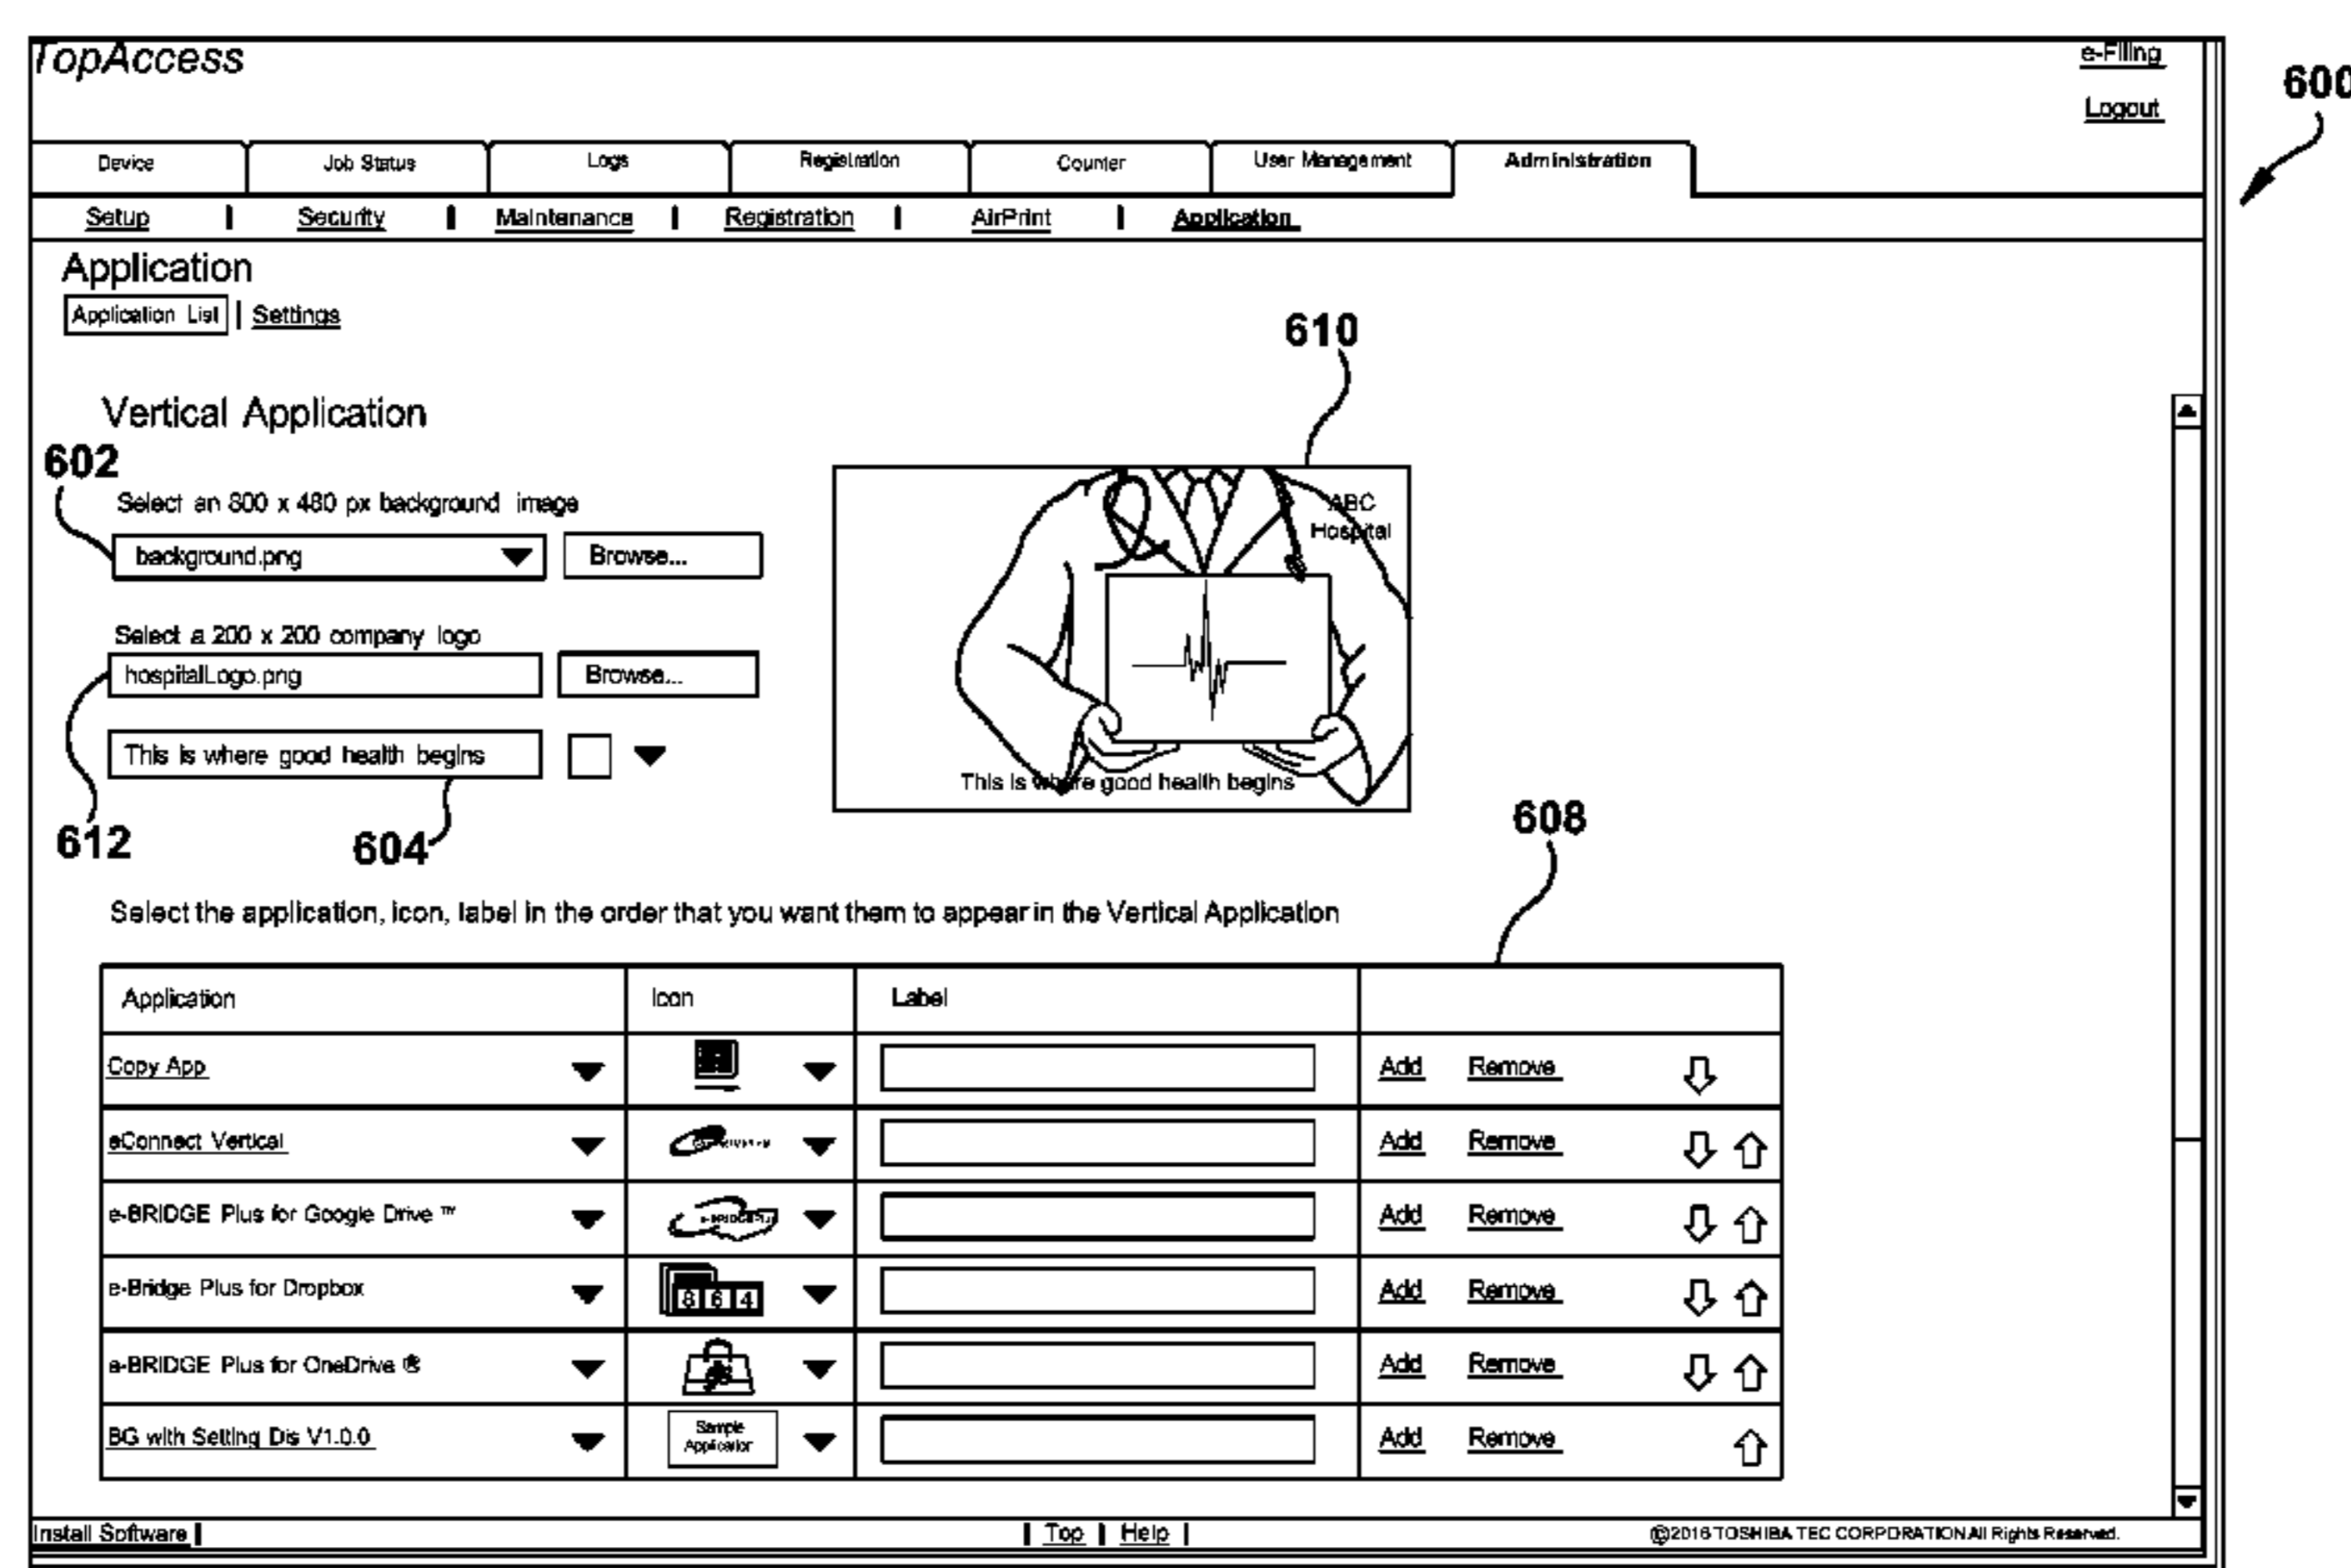 TopAccess
e-Filing
600
Logout
Device Job Status Logs Registration Counter User Management Administration
Setup | Security | Maintenance | Registration | AirPrint | Application
Application
Application List | Settings
610
Vertical Application
602
Select an 800 x 480 px background image
ABC
Hospital
background.png Browse...
Select a 200 x 200 company logo
hospitalLogo.png Browse...
This is where good health begins
This is where good health begins
612
604
608
Select the application, icon, label in the order that you want them to appear in the Vertical Application
Application Icon Label
Copy App Add Remove
eConnect Vertical Add Remove
e-BRIDGE Plus for Google Drive ™ Add Remove
e-Bridge Plus for Dropbox 8 6 4 Add Remove
e-BRIDGE Plus for OneDrive ® Add Remove
BG with Setting Dis V1.0.0 Sample Application Add Remove
Install Software | | Top | Help | ©2016 TOSHIBA TEC CORPORATION All Rights Reserved.